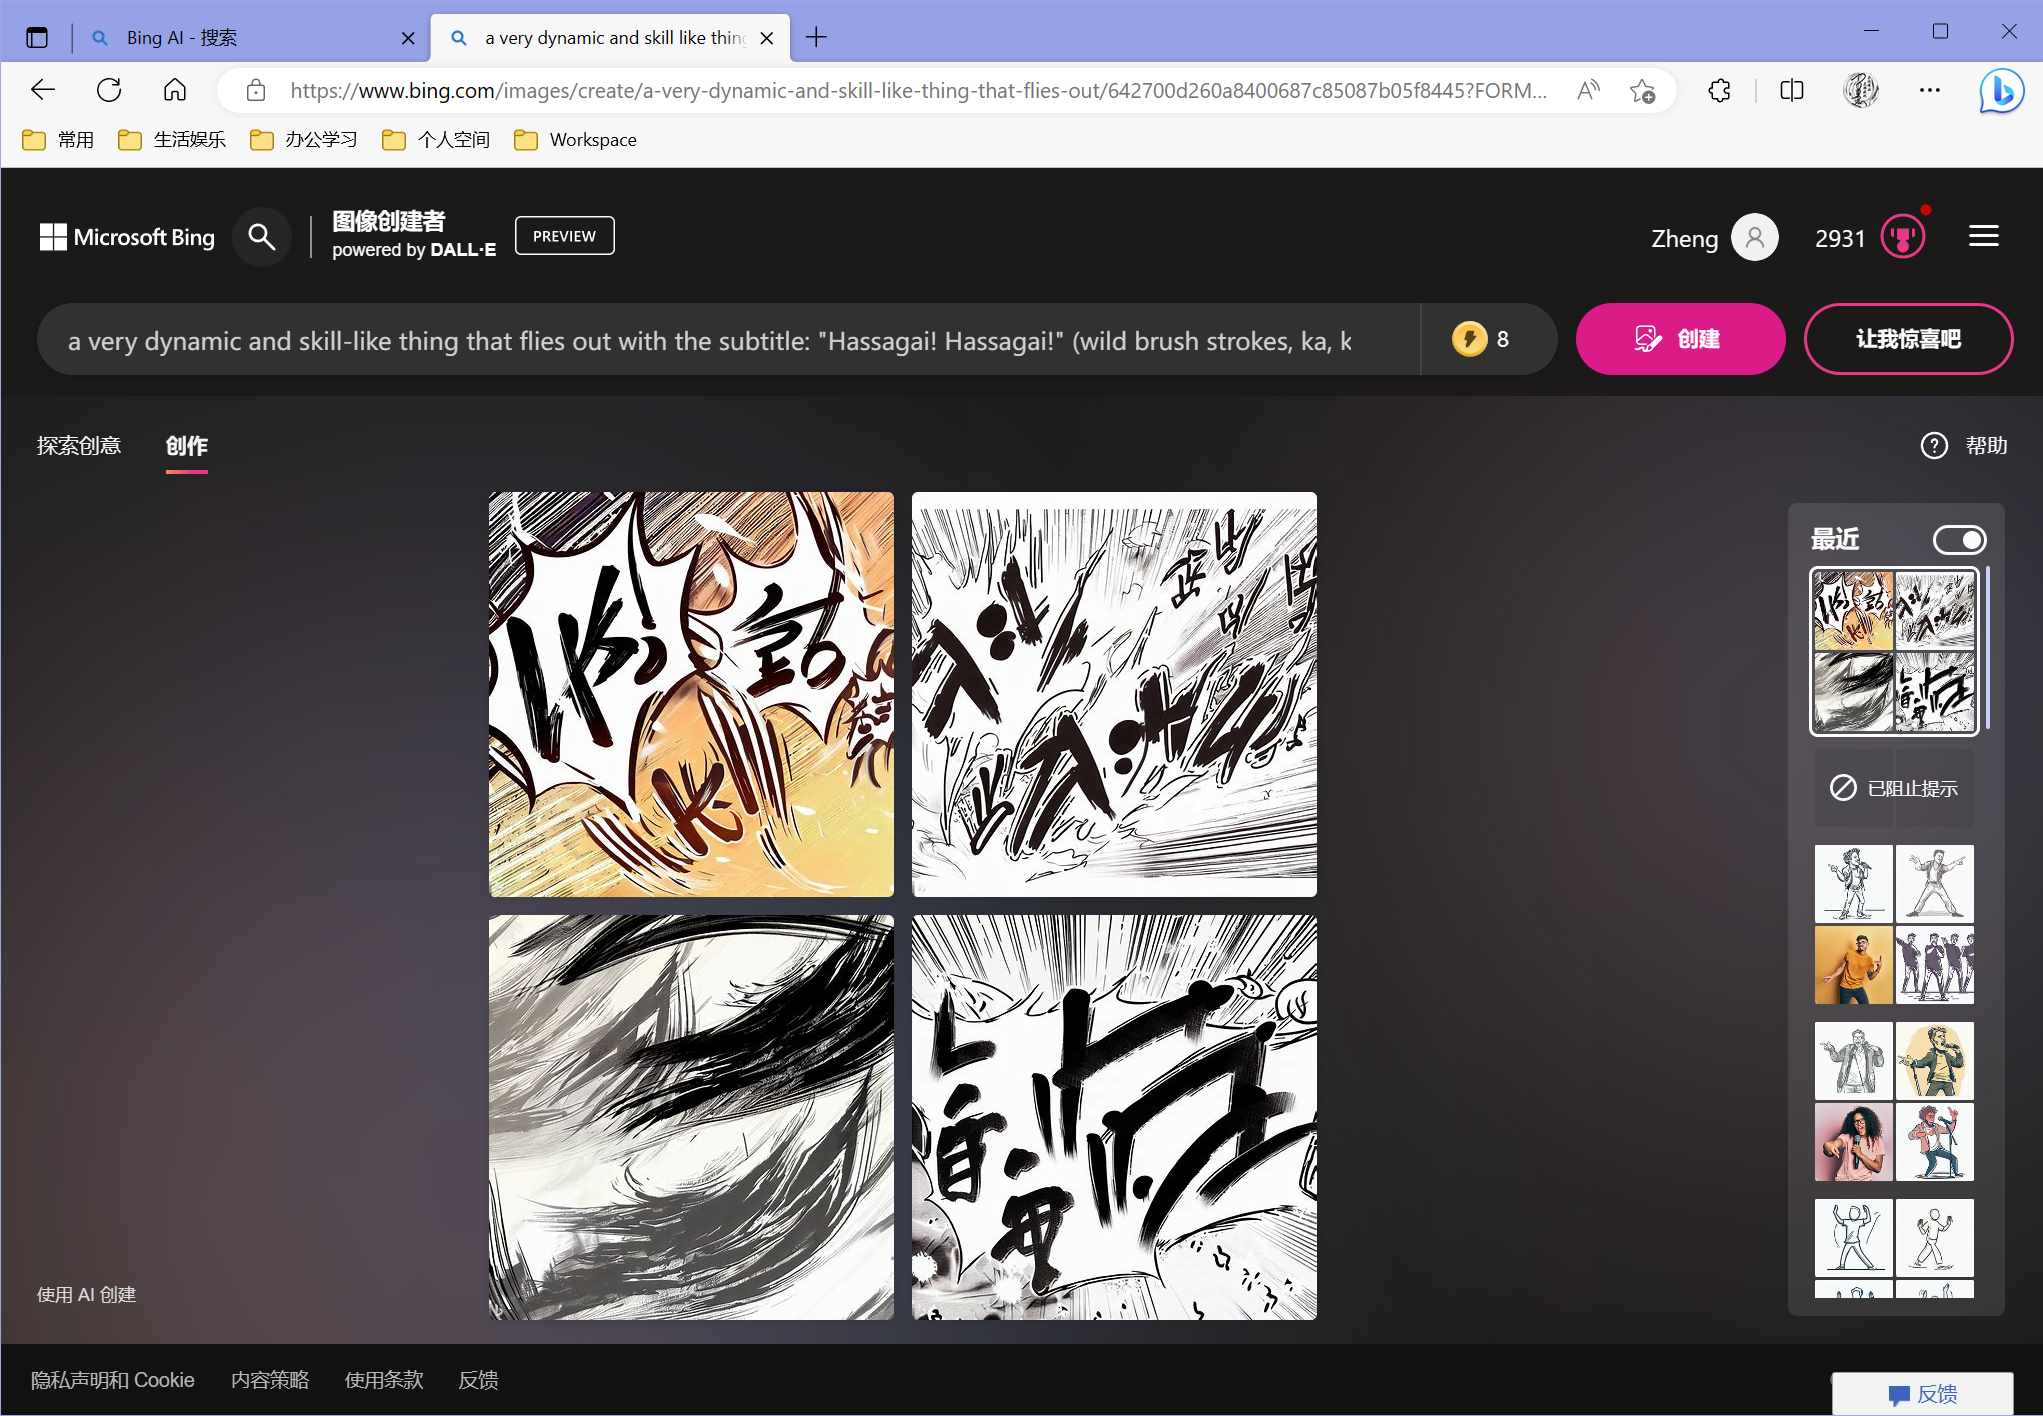 Bing AI - 搜索
a very dynamic and skill like thing
https://www.bing.com/images/create/a-very-dynamic-and-skill-like-thing-that-flies-out/642700d260a8400687c85087b05f8445?FORM...
常用 生活娱乐 办公学习 个人空间 Workspace
Microsoft Bing
图像创建者
powered by DALL·E
PREVIEW
Zheng
2931
a very dynamic and skill-like thing that flies out with the subtitle: "Hassagai! Hassagai!" (wild brush strokes, ka, k
8
创建
让我惊喜吧
探索创意 创作
帮助
最近
已阻止提示
使用 AI 创建
隐私声明和 Cookie 内容策略 使用条款 反馈
反馈